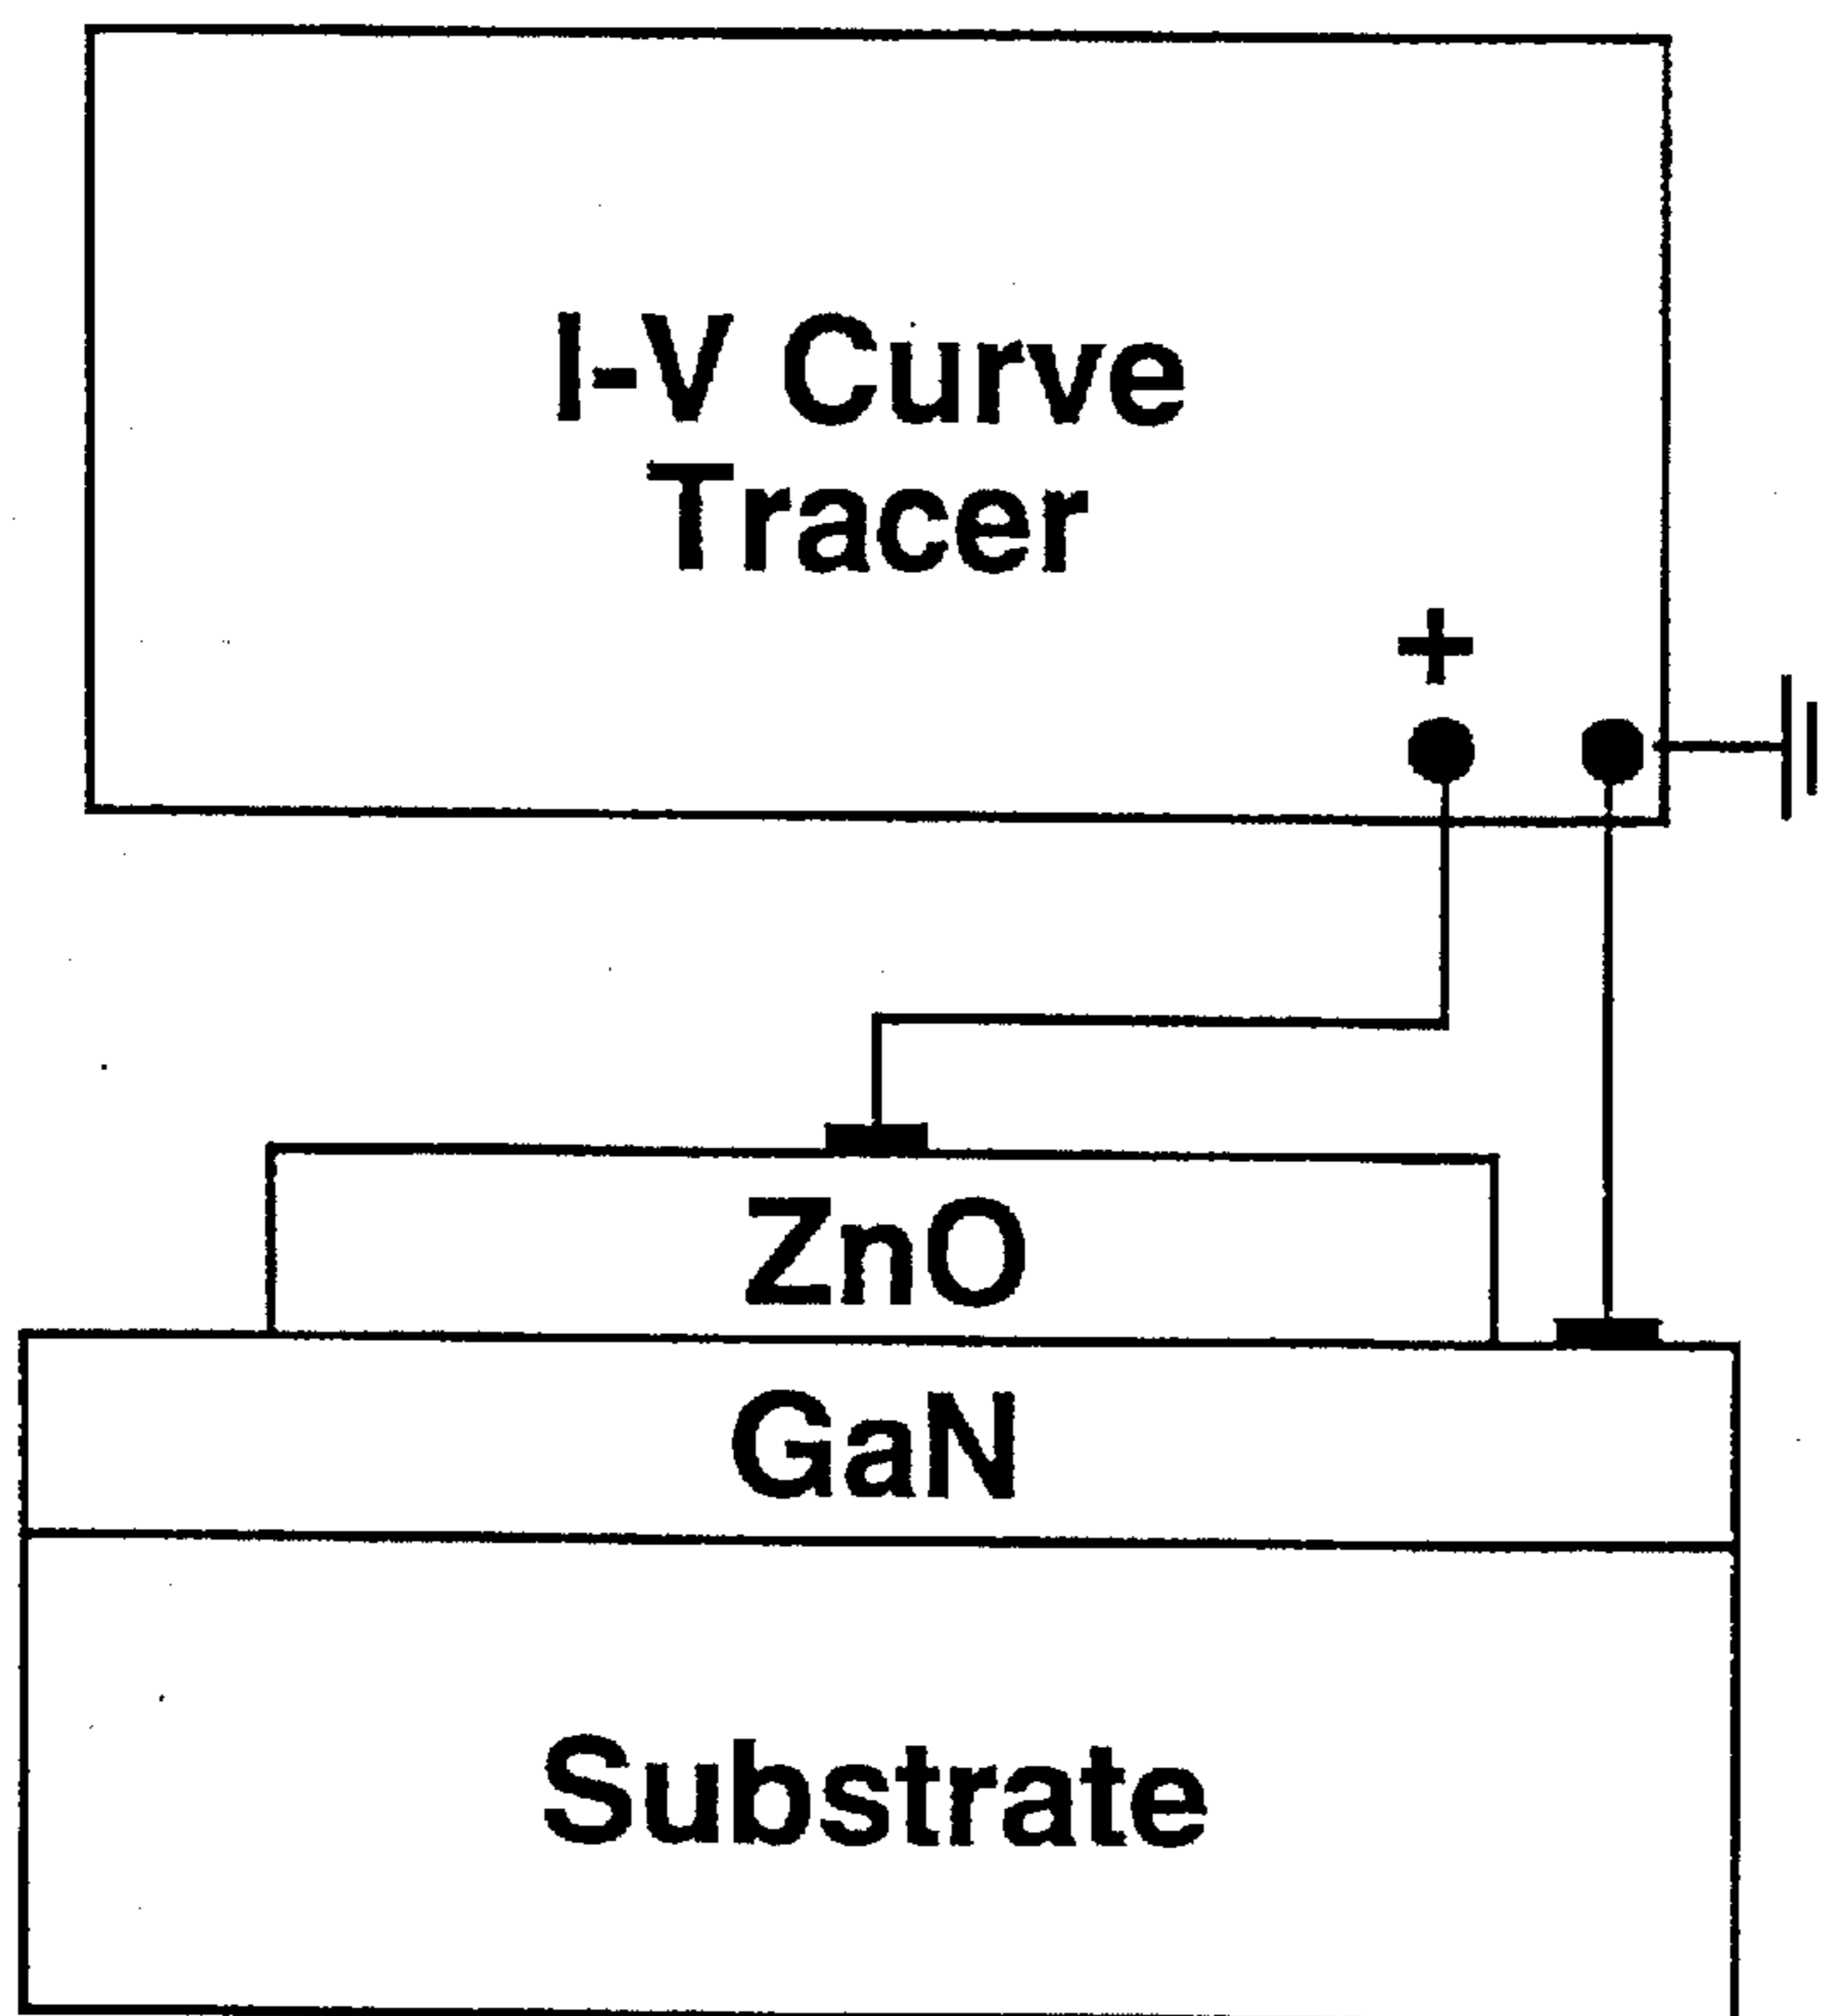 I-V Curve
Tracer
+
ZnO
GaN
Substrate